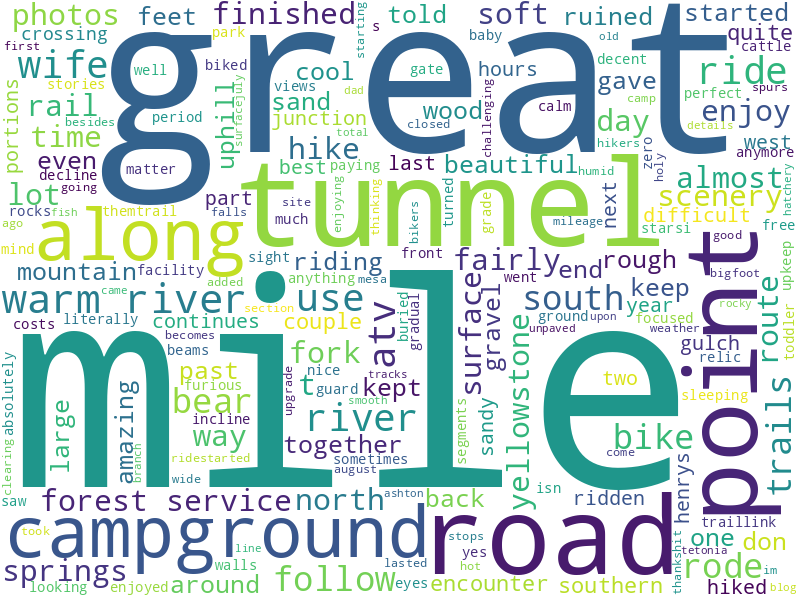 photos
feet
finished
great
soft
told
ruined
started
crossing
first
park
starting
s
baby
old
quite
cattle
wife
well
biked
cool
views
hours
gate
decent
ride
stories
besides
surfacejuly
dad
gave
perfect
spurs
portions
rail
period
sand
wood
calm
camp
enjoy
time
uphill
junction
total
closed
challenging
day
details
west
even
matter
hike
hikers
zero
holy
anymore
decline
best
paying
last
beautiful
humid
almost
going
lot
part
tunnel
next
scenery
hatchery
rocks
fish
themtrail
falls
site
much
enjoying
thinking
turned
grade
mileage
difficult
starsi
free
ago
mind
along
bikers
good
point
upkeep
sight
front
fairly
end
rough
mountain
facility
riding
anything
mesa
went
bigfoot
came
added
warm river
use
buried
gradual
surface
gravel
south
keep
rocky
route
toddler
costs
literally
continues
section
couple
atv
year
unpaved
ground
upon
weather
focused
gulch
relic
absolutely
becomes
beams
fork
mile
yellowstone
past
furious
nice
tracks
guard
t
kept
two
sleeping
large
amazing
bear
incline
upgrade
smooth
river
sandy
segments
trails
way
together
bike
clearing
branch
ridestarted
sometimes
isn
come
saw
wide
august
forest service
north
back
ridden
henrys
traillink
took
campground
ashton
road
one
don
line
stops
yes
thankshit
tetonia
springs
walls
lasted
hot
rode
im
looking
enjoyed
around
follow
eyes
encounter
southern
hiked
blog